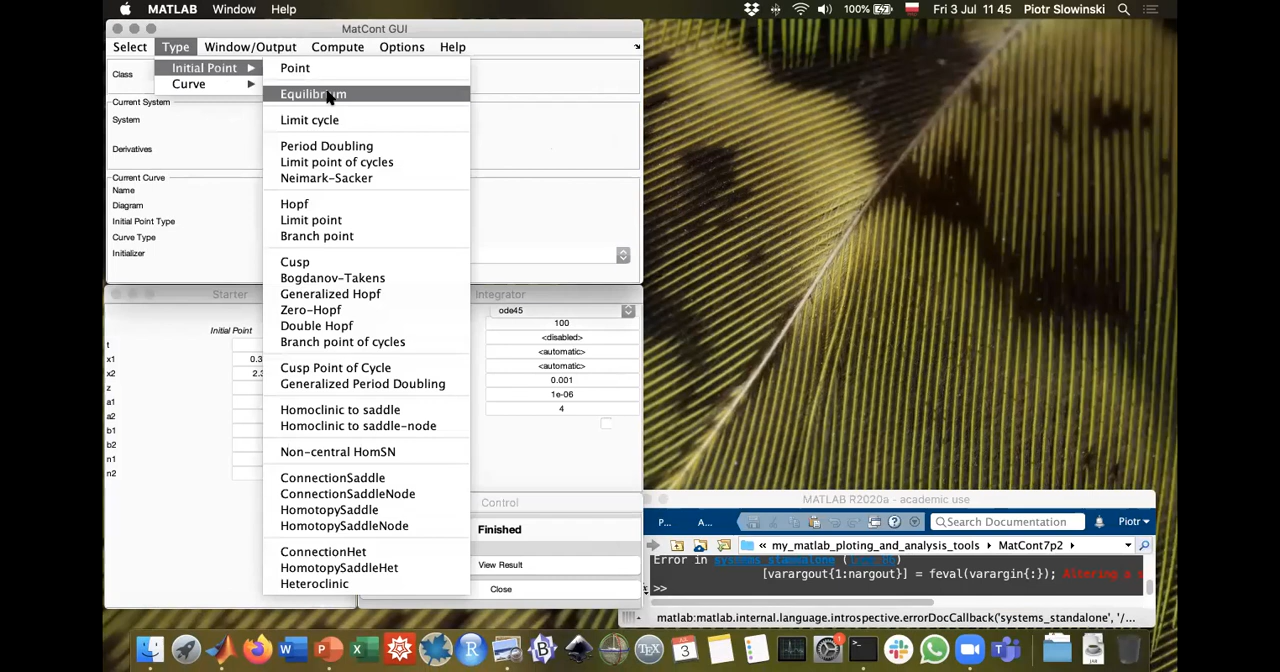 MATLAB Window Help 100% Fri 3 Jul 11 45 Piotr Slowinski
MatCont GUI
Select Type Window/Output Compute Options Help
Class
Current System
System
Derivatives
Current Curve
Name
Diagram
Initial Point Type
Curve Type
Initializer
Initial Point
Curve
Point
Equilibrium
Limit cycle
Period Doubling
Limit point of cycles
Neimark-Sacker
Hopf
Limit point
Branch point
Cusp
Bogdanov-Takens
Generalized Hopf
Zero-Hopf
Double Hopf
Branch point of cycles
Cusp Point of Cycle
Generalized Period Doubling
Homoclinic to saddle
Homoclinic to saddle-node
Non-central HomSN
ConnectionSaddle
ConnectionSaddleNode
HomotopySaddle
HomotopySaddleNode
ConnectionHet
HomotopySaddleHet
Heteroclinic
Starter
Initial Point
t
x1 0.3
x2 2.3
z
a1
a2
b1
b2
n1
n2
Integrator
ode45
100
<disabled>
<automatic>
<automatic>
0.001
1e-06
4
Control
Finished
View Result
Close
MATLAB R2020a - academic use
P... A... Search Documentation Piotr
« my_matlab_ploting_and_analysis_tools MatCont7p2
Error in systems_standalone
[varargout{1:nargout}] = feval(varargin{:});
>>
matlab:matlab.internal.language.introspective.errorDocCallback('systems_standalone', '/...